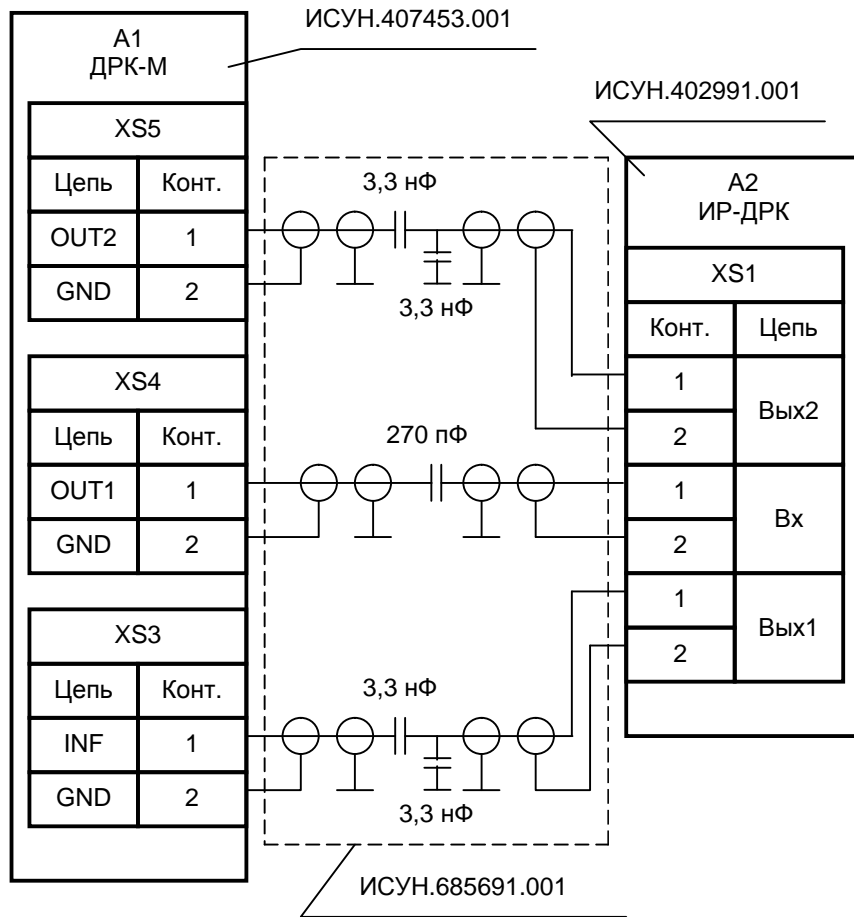 ИСУН.407453.001
А1
ДРК-М
ИСУН.402991.001
XS5
Цепь Конт.
OUT2 1
GND 2
3,3 нФ
3,3 нФ
А2
ИР-ДРК
XS1
Конт. Цепь
1
2
Вых2
1
2
Вх
1
2
Вых1
XS4
Цепь Конт.
OUT1 1
GND 2
270 пФ
XS3
Цепь Конт.
INF 1
GND 2
3,3 нФ
3,3 нФ
ИСУН.685691.001